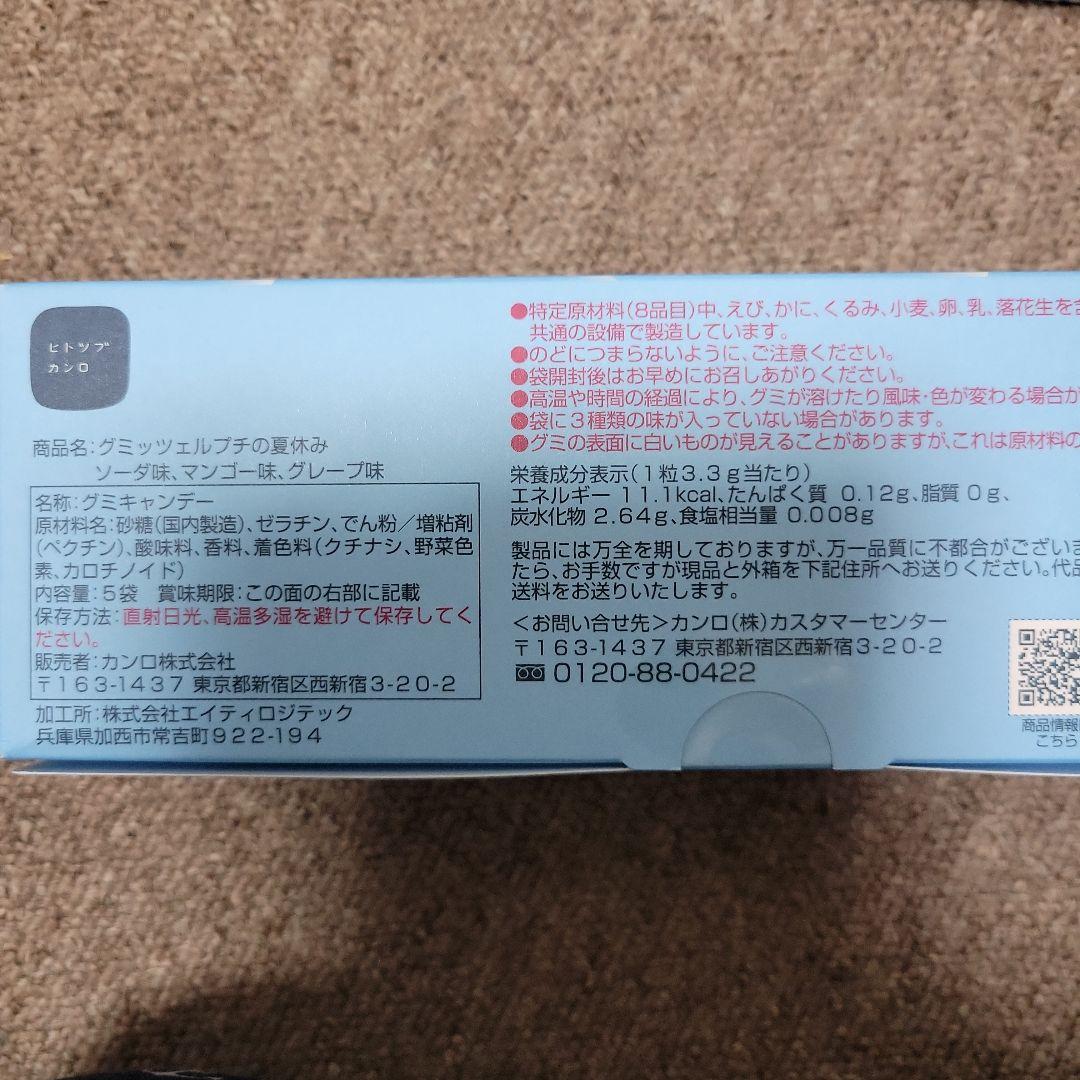 ヒトツブ
カンロ
商品名:グミッツェルプチの夏休み
ソーダ味、マンゴー味、グレープ味
名称:グミキャンデー
原材料名:砂糖(国内製造)、ゼラチン、でん粉/増粘剤
(ペクチン)、酸味料、香料、着色料(クチナシ、野菜色
素、カロチノイド)
内容量:5袋 賞味期限:この面の右部に記載
保存方法:直射日光、高温多湿を避けて保存してく
ださい。
販売者:カンロ株式会社
〒163-1437 東京都新宿区西新宿3-20-2
加工所:株式会社エイティロジテック
兵庫県加西市常吉町922-194
●特定原材料(8品目)中、えび、かに、くるみ、小麦、卵、乳、落花生を含
共通の設備で製造しています。
●のどにつまらないように、ご注意ください。
●袋開封後はお早めにお召しあがりください。
●高温や時間の経過により、グミが溶けたり風味・色が変わる場合が
●袋に3種類の味が入っていない場合があります。
●グミの表面に白いものが見えることがありますが、これは原材料の
栄養成分表示(1粒3.3g当たり)
エネルギー 11.1kcal、たんぱく質 0.12g、脂質 0g、
炭水化物 2.64g、食塩相当量 0.008g
製品には万全を期しておりますが、万一品質に不都合がございま
たら、お手数ですが現品と外箱を下記住所へお送りください。代品
送料をお送りいたします。
<お問い合せ先>カンロ(株)カスタマーセンター
〒163-1437 東京都新宿区西新宿3-20-2
0120-88-0422
商品情報
こちら